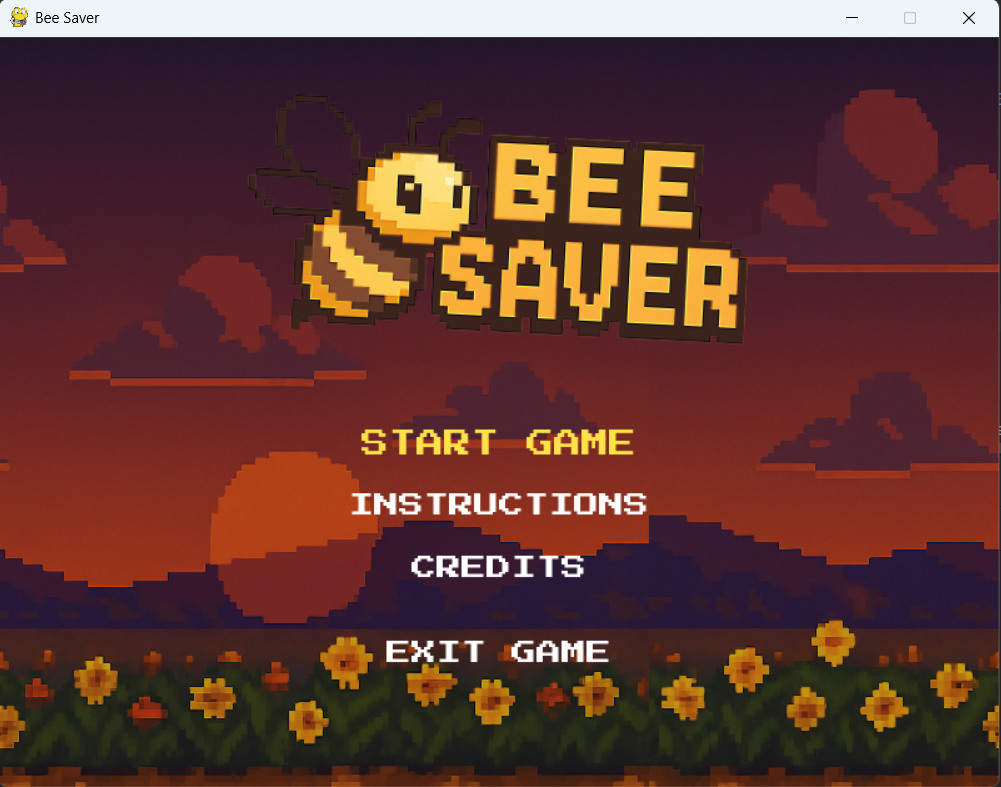 Bee Saver
BEE
SAVER
START GAME
INSTRUCTIONS
CREDITS
EXIT GAME